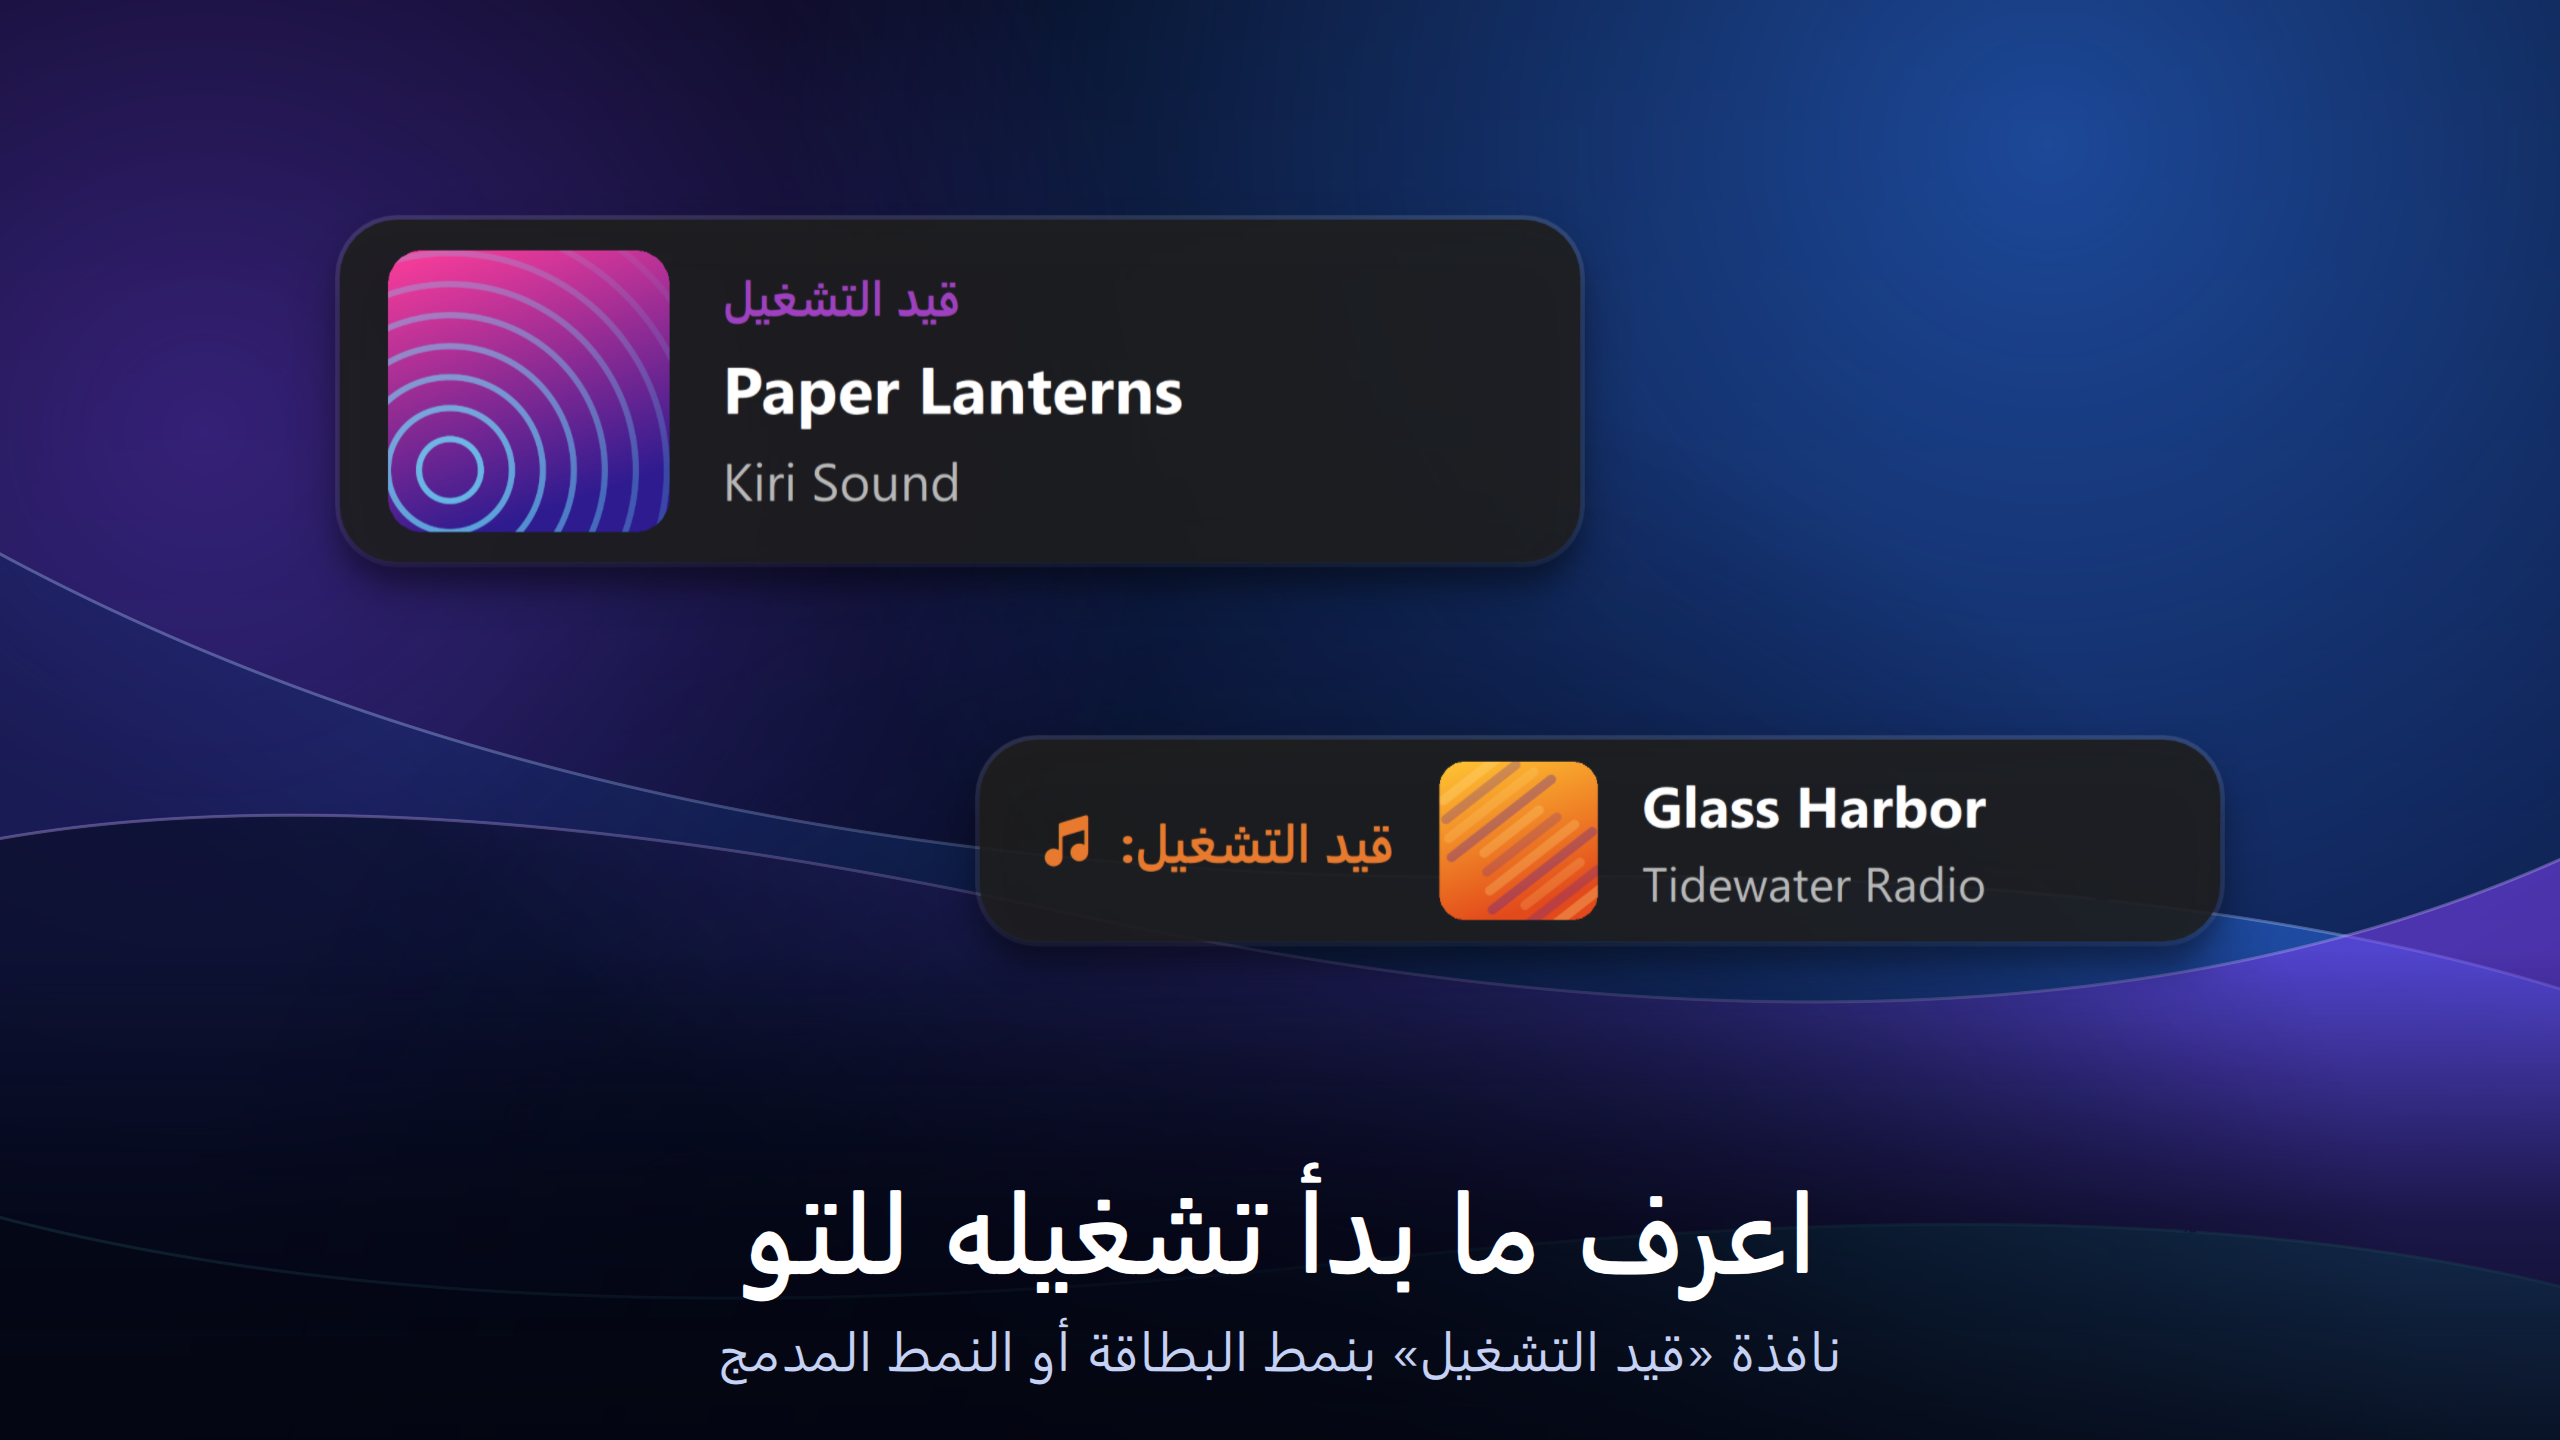 قيد التشغيل
Paper Lanterns
Kiri Sound
قيد التشغيل:
Glass Harbor
Tidewater Radio
اعرف ما بدأ تشغيله للتو
نافذة «قيد التشغيل» بنمط البطاقة أو النمط المدمج